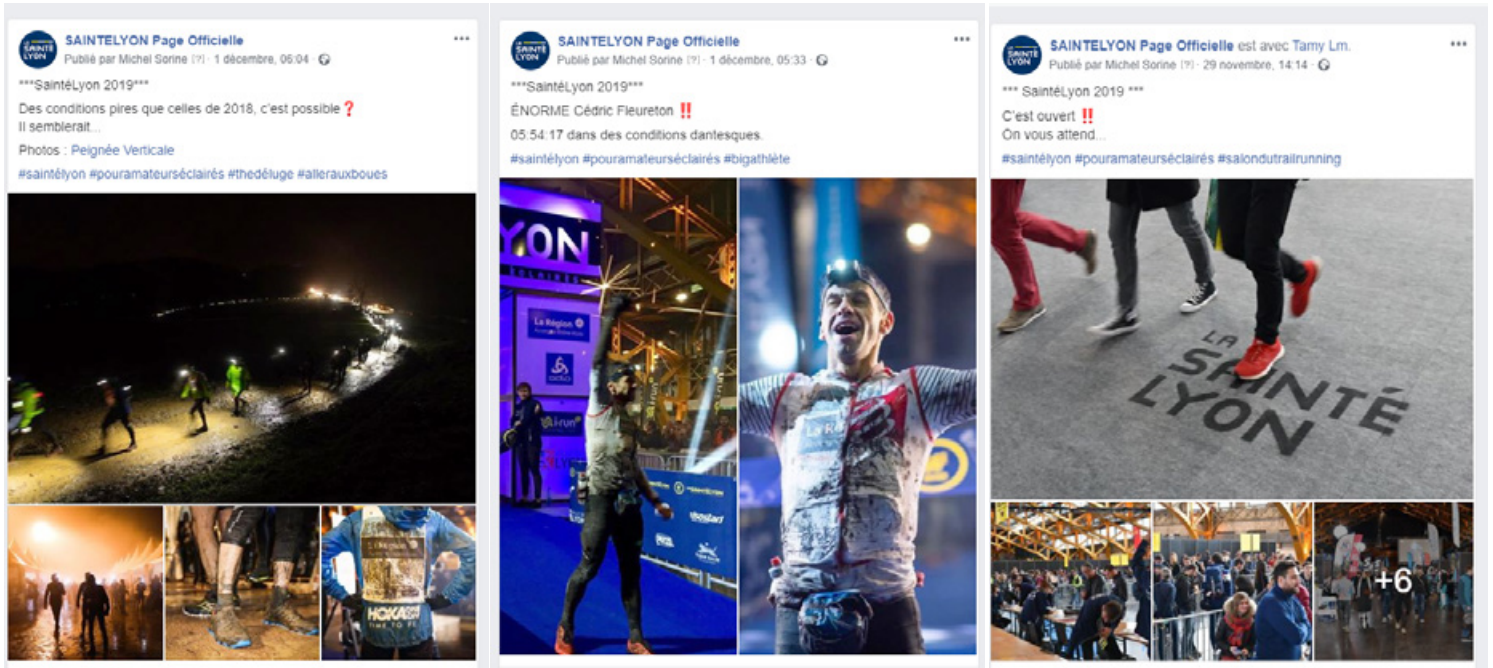 SAINTELYON Page Officielle
Publié par Michel Sorine [?] · 1 décembre, 06:04 ·
***SaintéLyon 2019***
Des conditions pires que celles de 2018, c'est possible ❓
Il semblerait...
Photos : Peignée Verticale
#saintélyon #pouramateurséclairés #thedéluge #allerauxboues
HOKA
TIME TO FLY
SAINTELYON Page Officielle
Publié par Michel Sorine [?] · 1 décembre, 05:33 ·
***SaintéLyon 2019***
ÉNORME Cédric Fleureton ‼
05:54:17 dans des conditions dantesques.
#saintélyon #pouramateurséclairés #bigathlète
YON
La Région
odlo
i-run
SAINTELYON Page Officielle est avec Tamy Lm.
Publié par Michel Sorine [?] · 29 novembre, 14:14 ·
*** SaintéLyon 2019 ***
C'est ouvert ‼
On vous attend...
#saintélyon #pouramateurséclairés #salondutrailrunning
LA
SAINTÉ
LYON
+6